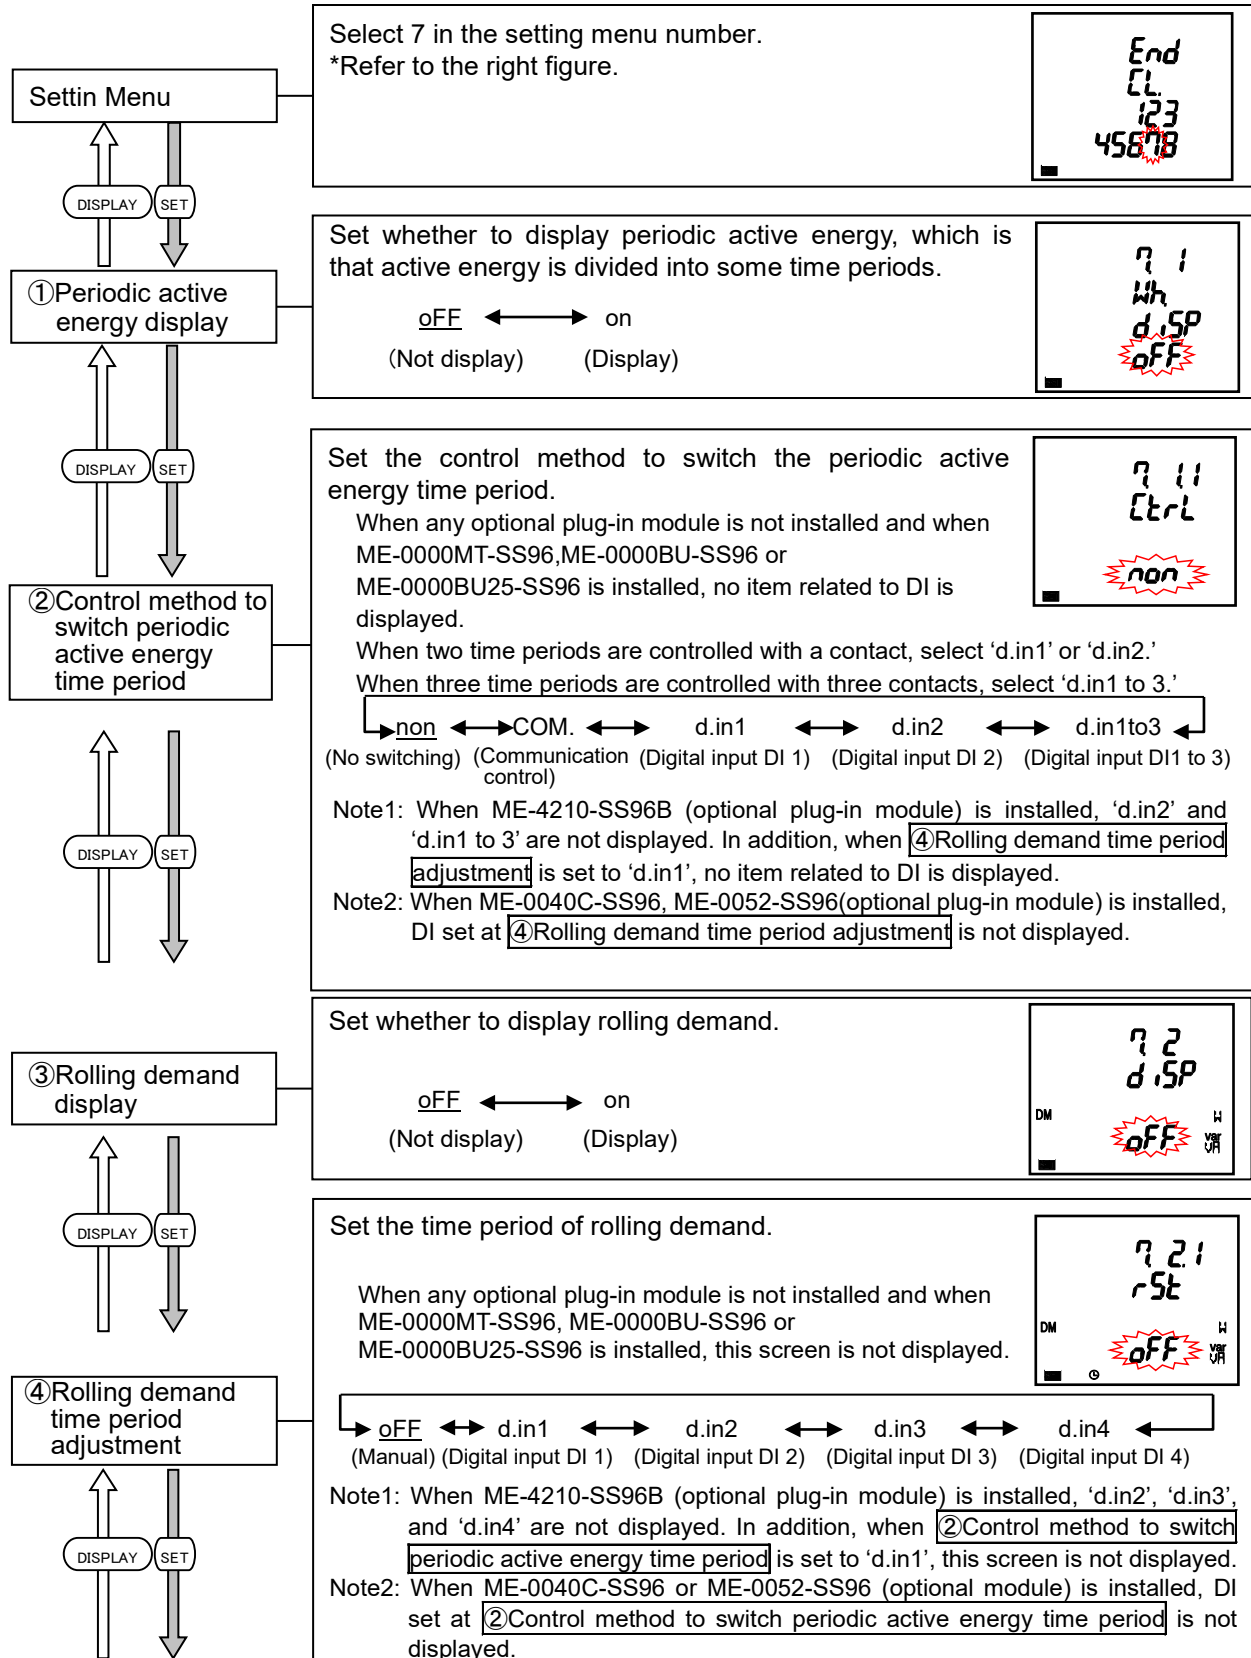 Select 7 in the setting menu number.
*Refer to the right figure.
End
CL.
123
45678
Settin Menu
DISPLAY
SET
Set whether to display periodic active energy, which is
that active energy is divided into some time periods.
oFF on
(Not display) (Display)
7. 1
Wh,
diSP
oFF
①Periodic active
energy display
DISPLAY
SET
Set the control method to switch the periodic active
energy time period.
When any optional plug-in module is not installed and when
ME-0000MT-SS96,ME-0000BU-SS96 or
ME-0000BU25-SS96 is installed, no item related to DI is
displayed.
When two time periods are controlled with a contact, select ‘d.in1’ or ‘d.in2.’
When three time periods are controlled with three contacts, select ‘d.in1 to 3.’
7. 1.1
CtrL
non
②Control method to
switch periodic
active energy
time period
non COM. d.in1 d.in2 d.in1to3
(No switching) (Communication control) (Digital input DI 1) (Digital input DI 2) (Digital input DI1 to 3)
Note1: When ME-4210-SS96B (optional plug-in module) is installed, ‘d.in2’ and
‘d.in1 to 3’ are not displayed. In addition, when ④Rolling demand time period
adjustment is set to ‘d.in1’, no item related to DI is displayed.
Note2: When ME-0040C-SS96, ME-0052-SS96(optional plug-in module) is installed,
DI set at ④Rolling demand time period adjustment is not displayed.
DISPLAY
SET
Set whether to display rolling demand.
oFF on
(Not display) (Display)
7. 2
diSP
DM
W
oFF
var
VA
③Rolling demand
display
DISPLAY
SET
Set the time period of rolling demand.
When any optional plug-in module is not installed and when
ME-0000MT-SS96, ME-0000BU-SS96 or
ME-0000BU25-SS96 is installed, this screen is not displayed.
7. 2.1
rSt
DM
W
oFF
var
VA
④Rolling demand
time period
adjustment
oFF d.in1 d.in2 d.in3 d.in4
(Manual) (Digital input DI 1) (Digital input DI 2) (Digital input DI 3) (Digital input DI 4)
Note1: When ME-4210-SS96B (optional plug-in module) is installed, ‘d.in2’, ‘d.in3’,
and ‘d.in4’ are not displayed. In addition, when ②Control method to switch
periodic active energy time period is set to ‘d.in1’, this screen is not displayed.
Note2: When ME-0040C-SS96 or ME-0052-SS96 (optional module) is installed, DI
set at ②Control method to switch periodic active energy time period is not
displayed.
DISPLAY
SET